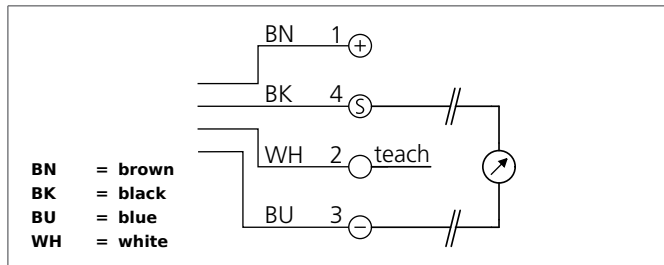 BN 1 +
BK 4 S
WH 2 teach
BU 3 −
BN = brown
BK = black
BU = blue
WH = white